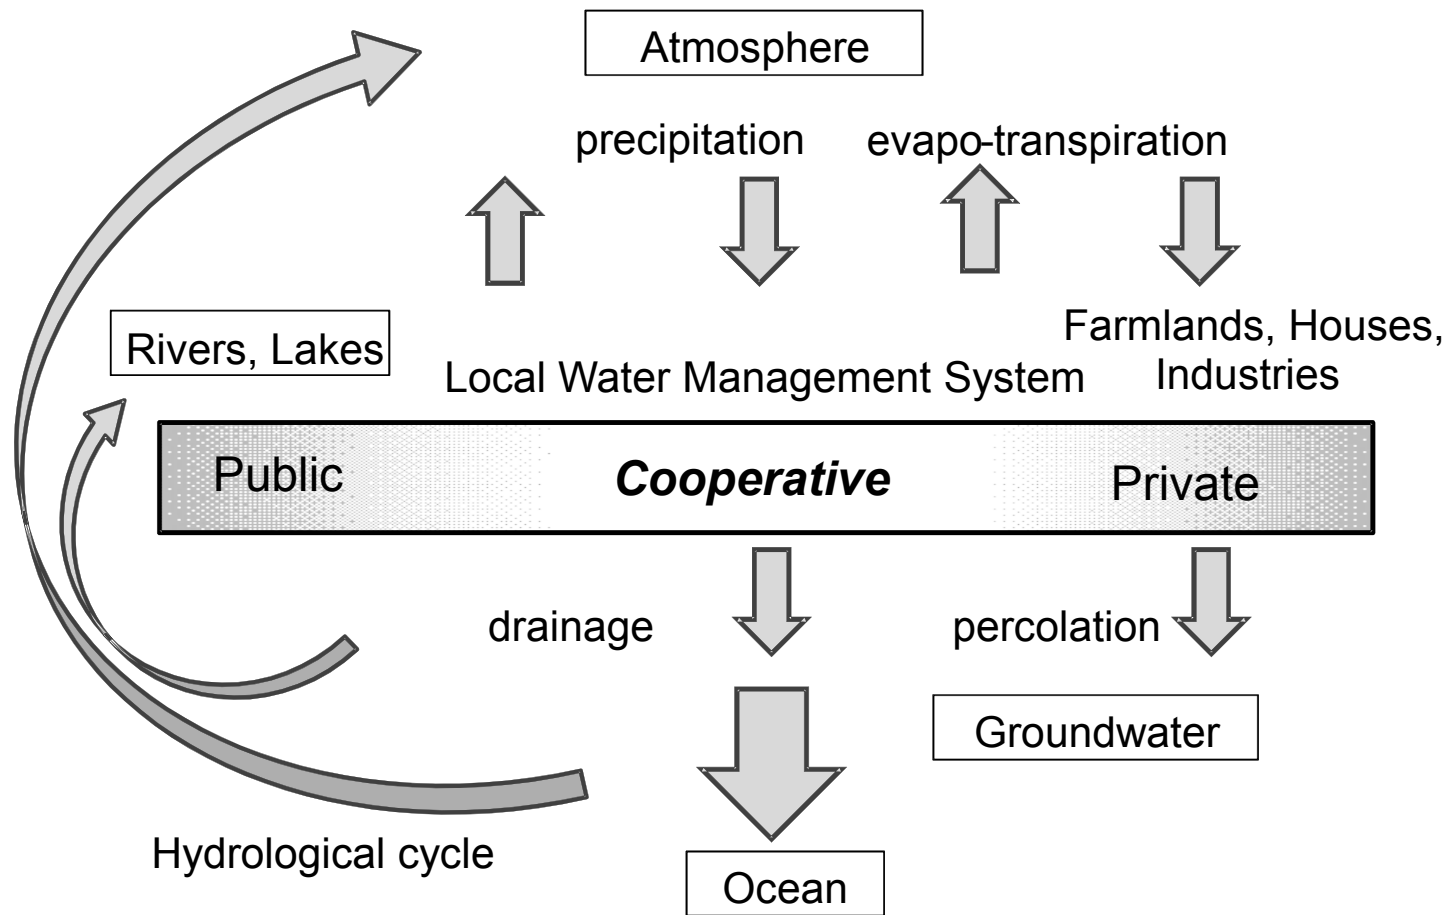 Atmosphere
precipitation
evapo-transpiration
Rivers, Lakes
Farmlands, Houses,
Industries
Local Water Management System
Public
Cooperative
Private
drainage
percolation
Groundwater
Hydrological cycle
Ocean